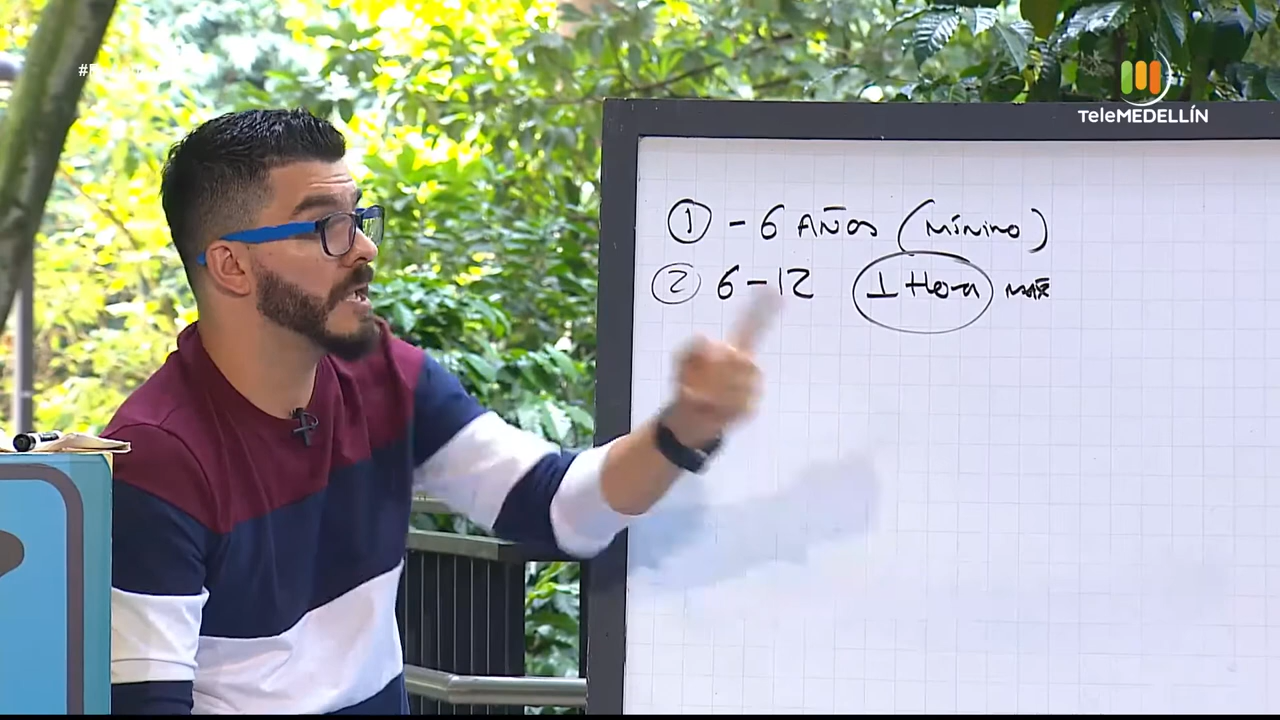 TeleMEDELLÍN
① - 6 AÑOS (MÍNIMO)
② 6-12 1 Hora MAX